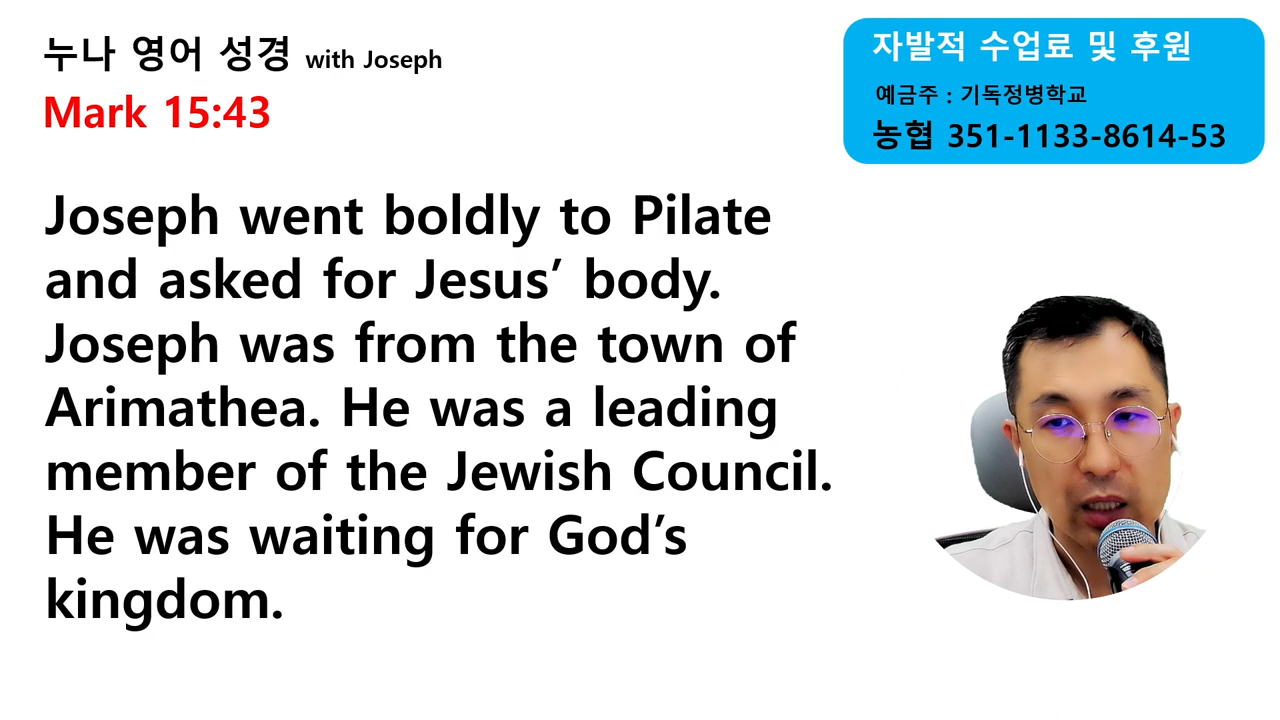 누나 영어 성경 with Joseph
Mark 15:43
자발적 수업료 및 후원
예금주 : 기독정병학교
농협 351-1133-8614-53
Joseph went boldly to Pilate
and asked for Jesus’ body.
Joseph was from the town of
Arimathea. He was a leading
member of the Jewish Council.
He was waiting for God’s
kingdom.